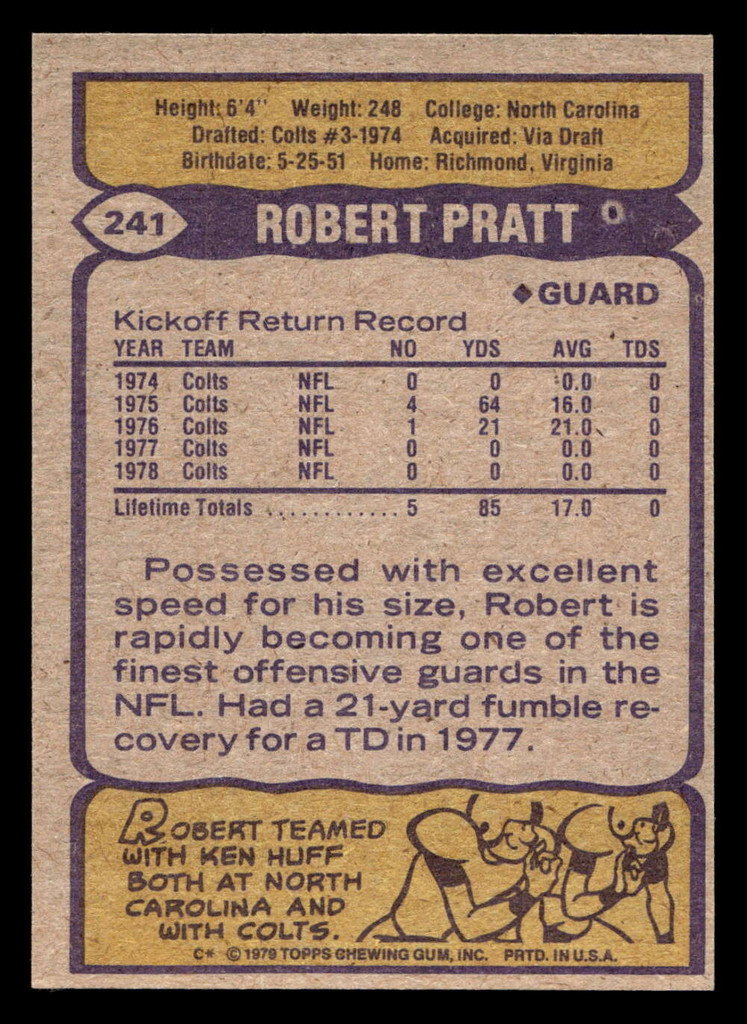 Height: 6'4" Weight: 248 College: North Carolina
Drafted: Colts #3-1974 Acquired: Via Draft
Birthdate: 5-25-51 Home: Richmond, Virginia
241 ROBERT PRATT
◆GUARD
Kickoff Return Record
YEAR TEAM NO YDS AVG TDS
1974 Colts NFL 0 0 0.0 0
1975 Colts NFL 4 64 16.0 0
1976 Colts NFL 1 21 21.0 0
1977 Colts NFL 0 0 0.0 0
1978 Colts NFL 0 0 0.0 0
Lifetime Totals ............ 5 85 17.0 0
Possessed with excellent
speed for his size, Robert is
rapidly becoming one of the
finest offensive guards in the
NFL. Had a 21-yard fumble re-
covery for a TD in 1977.
ROBERT TEAMED
WITH KEN HUFF
BOTH AT NORTH
CAROLINA AND
WITH COLTS.
C* © 1979 TOPPS CHEWING GUM, INC. PRTD. IN U.S.A.